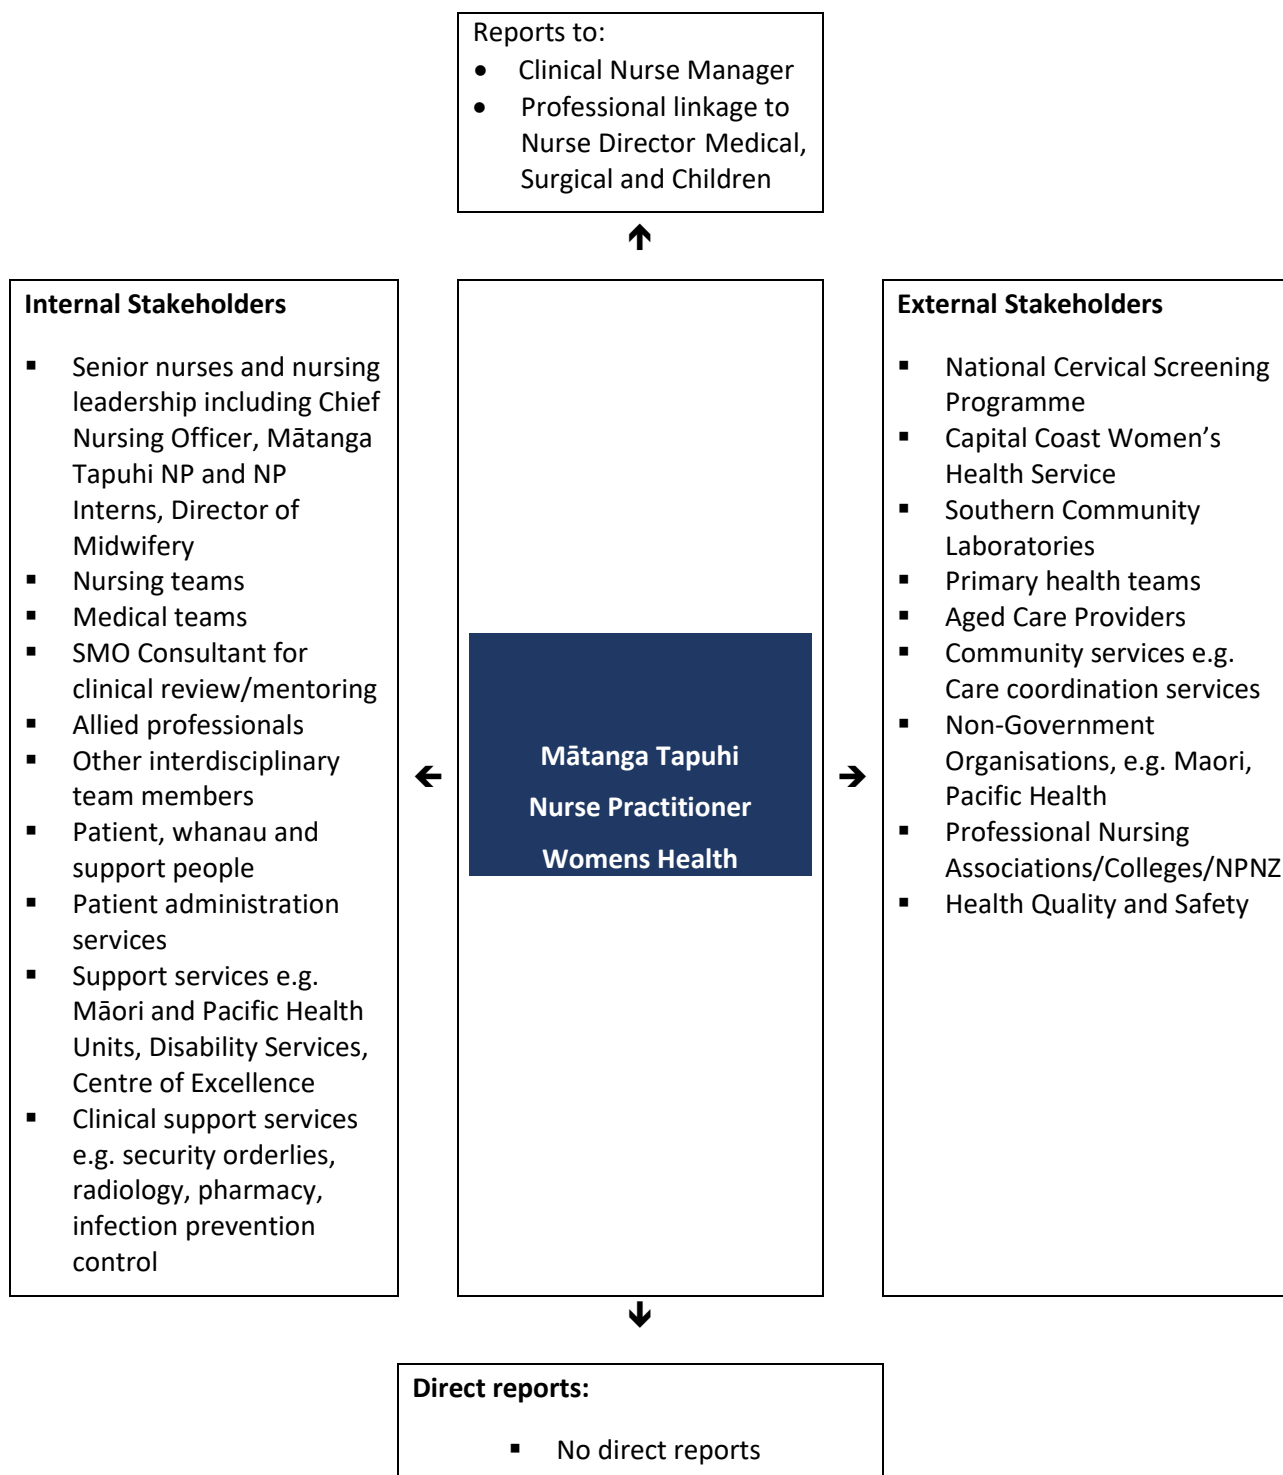 Reports to:
• Clinical Nurse Manager
• Professional linkage to
Nurse Director Medical,
Surgical and Children
↑
Internal Stakeholders
▪ Senior nurses and nursing
leadership including Chief
Nursing Officer, Mātanga
Tapuhi NP and NP
Interns, Director of
Midwifery
▪ Nursing teams
▪ Medical teams
▪ SMO Consultant for
clinical review/mentoring
▪ Allied professionals
▪ Other interdisciplinary
team members
▪ Patient, whanau and
support people
▪ Patient administration
services
▪ Support services e.g.
Māori and Pacific Health
Units, Disability Services,
Centre of Excellence
▪ Clinical support services
e.g. security orderlies,
radiology, pharmacy,
infection prevention
control
←
Mātanga Tapuhi
Nurse Practitioner
Womens Health
→
External Stakeholders
▪ National Cervical Screening
Programme
▪ Capital Coast Women’s
Health Service
▪ Southern Community
Laboratories
▪ Primary health teams
▪ Aged Care Providers
▪ Community services e.g.
Care coordination services
▪ Non-Government
Organisations, e.g. Maori,
Pacific Health
▪ Professional Nursing
Associations/Colleges/NPNZ
▪ Health Quality and Safety
↓
Direct reports:
▪ No direct reports